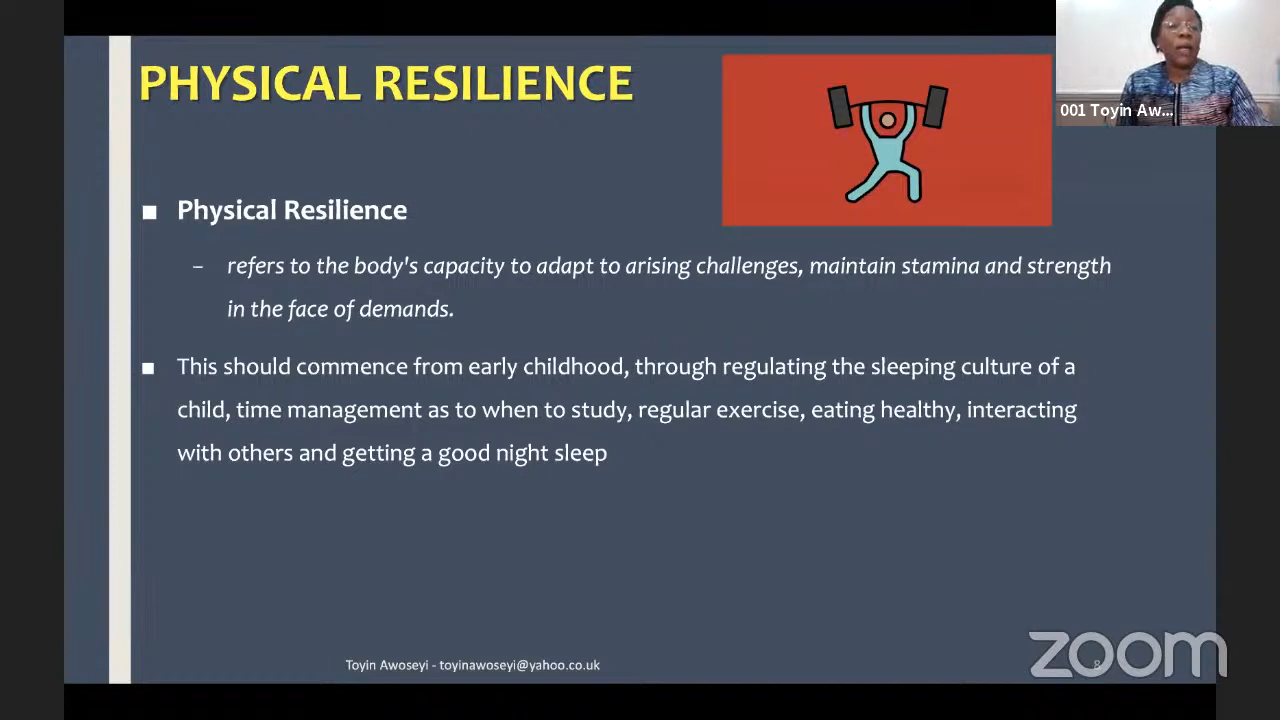 PHYSICAL RESILIENCE
001 Toyin Aw...
■ Physical Resilience
– refers to the body's capacity to adapt to arising challenges, maintain stamina and strength
in the face of demands.
■ This should commence from early childhood, through regulating the sleeping culture of a
child, time management as to when to study, regular exercise, eating healthy, interacting
with others and getting a good night sleep
Toyin Awoseyi - toyinawoseyi@yahoo.co.uk
8
zoom